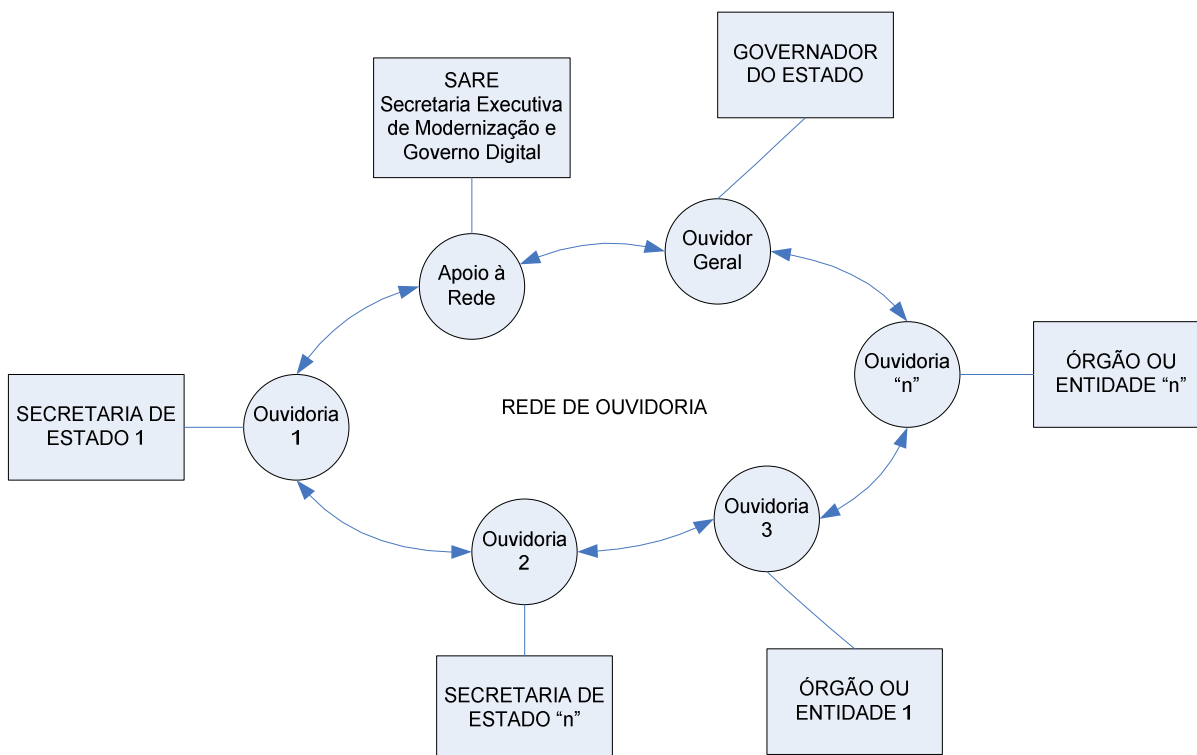 GOVERNADOR
DO ESTADO
SARE
Secretaria Executiva
de Modernização e
Governo Digital
Ouvidor
Geral
Apoio à
Rede
Ouvidoria
“n”
ÓRGÃO OU
ENTIDADE “n”
SECRETARIA DE
ESTADO 1
Ouvidoria
1
REDE DE OUVIDORIA
Ouvidoria
3
Ouvidoria
2
SECRETARIA DE
ESTADO “n”
ÓRGÃO OU
ENTIDADE 1